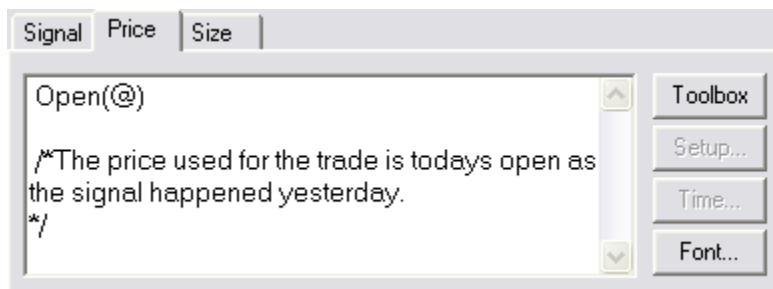 Signal Price Size
Open(@)
Toolbox
/*The price used for the trade is todays open as
Setup...
the signal happened yesterday.
Time...
*/
Font...